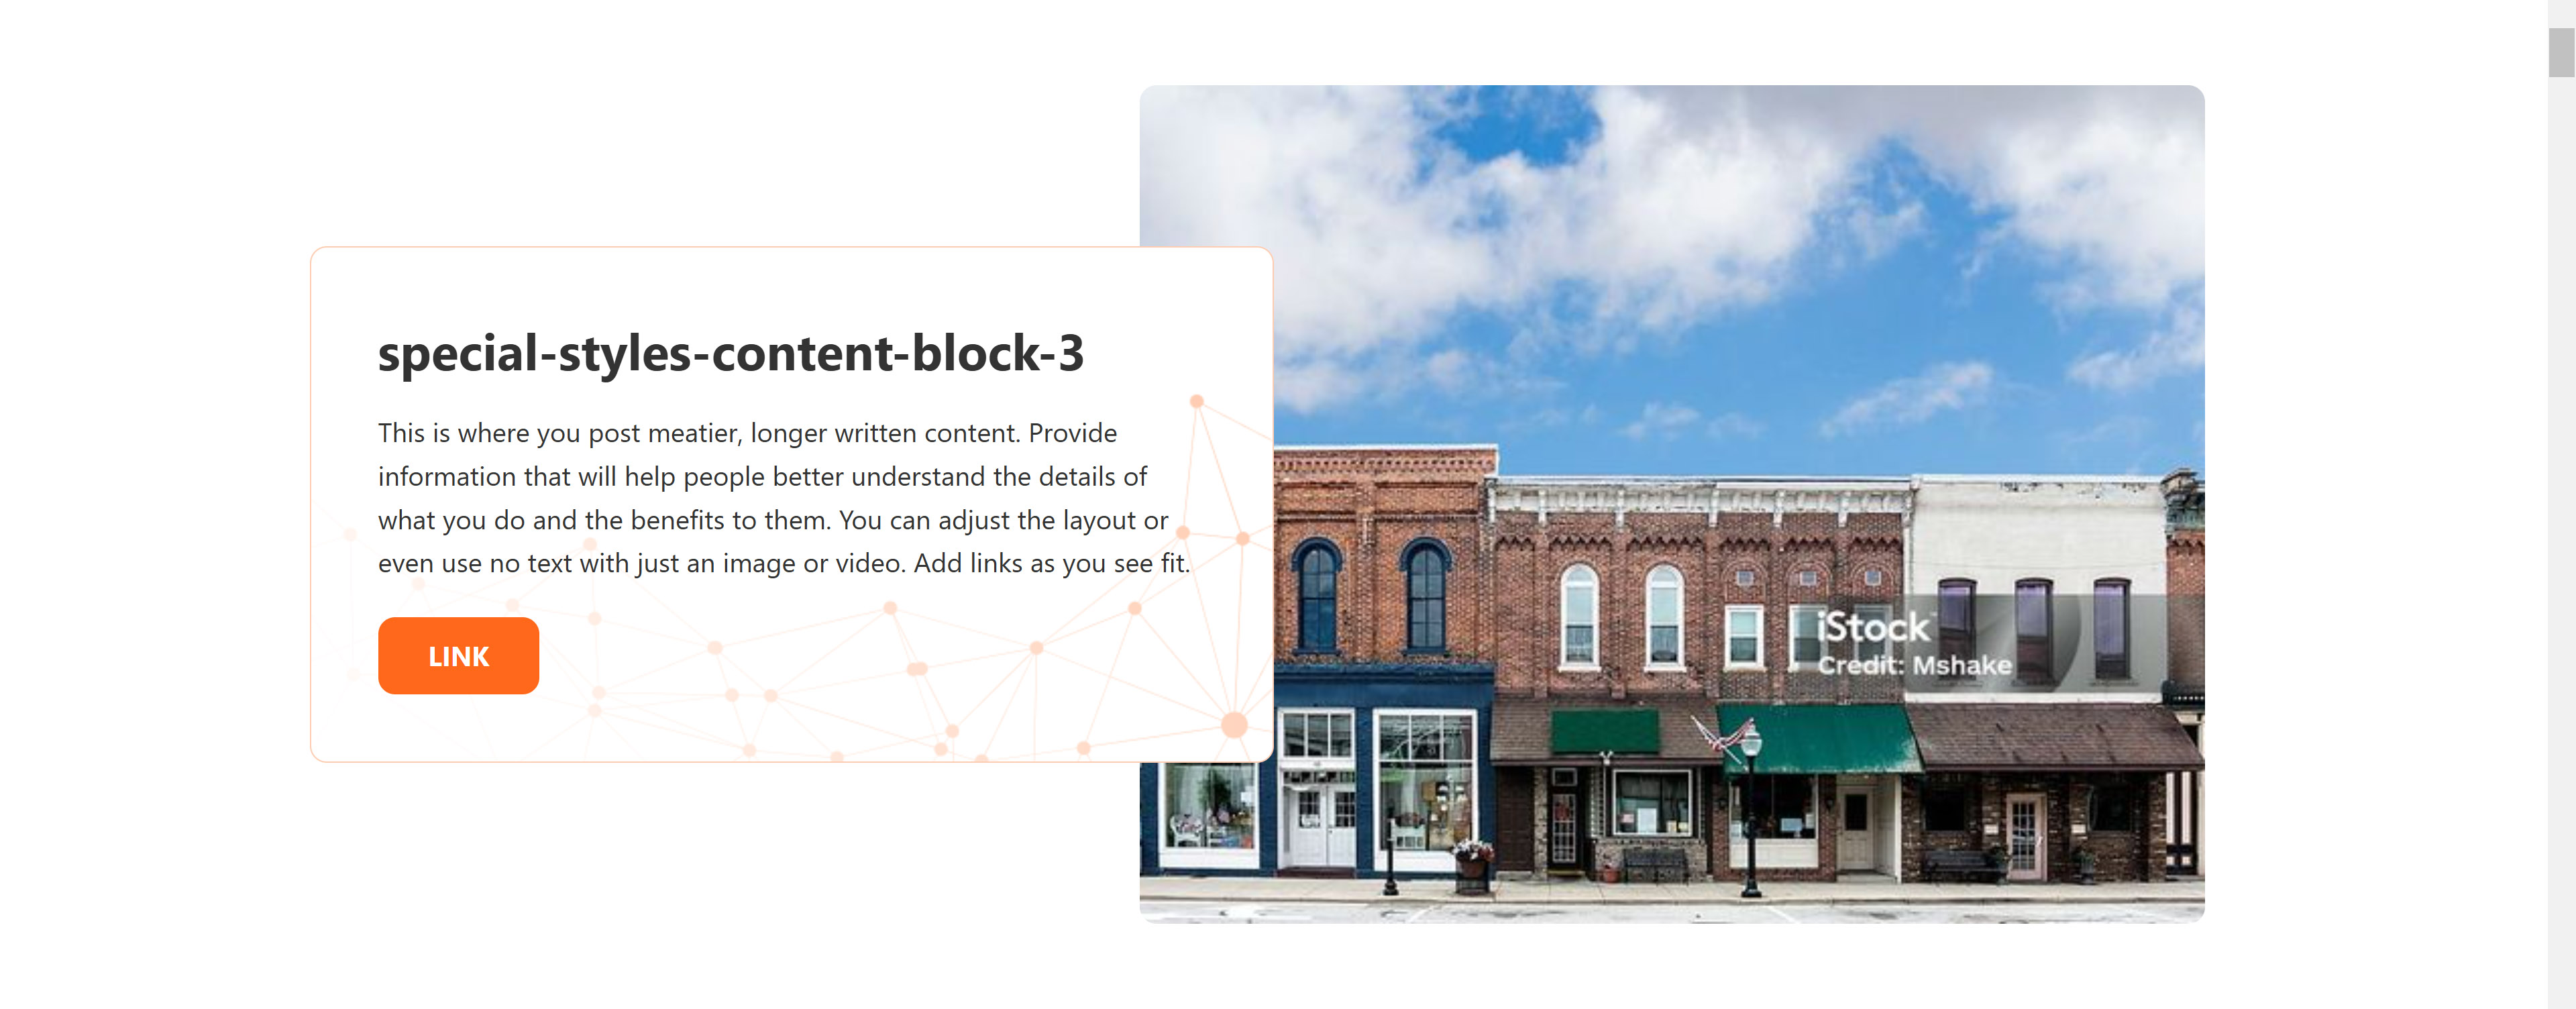 special-styles-content-block-3
This is where you post meatier, longer written content. Provide
information that will help people better understand the details of
what you do and the benefits to them. You can adjust the layout or
even use no text with just an image or video. Add links as you see fit.
LINK
iStock
Credit: Mshake